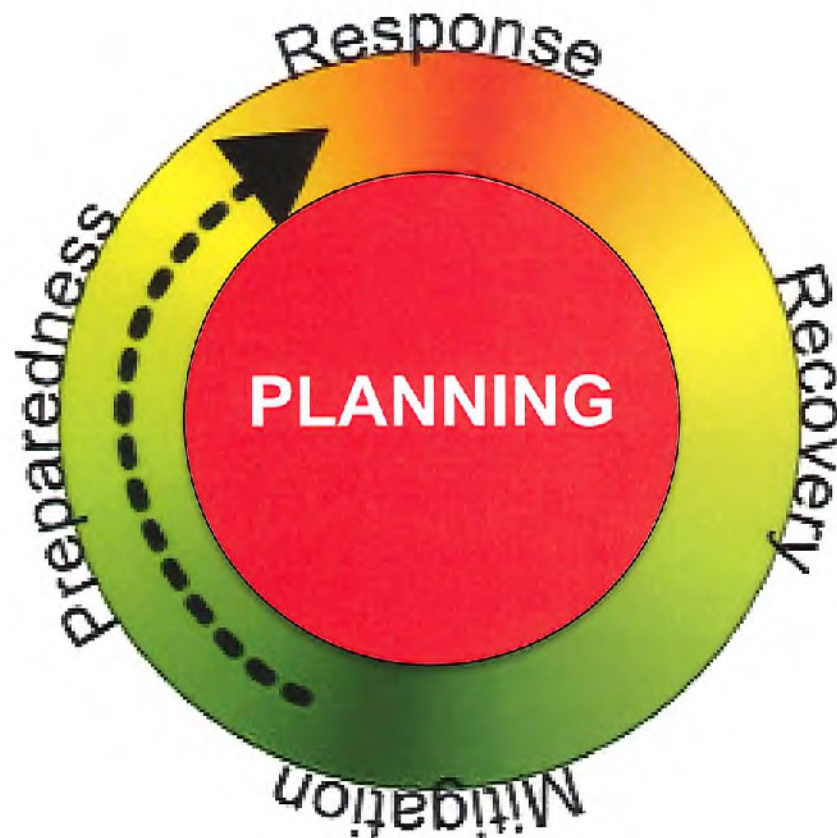 Response
Recovery
Mitigation
Preparedness
PLANNING